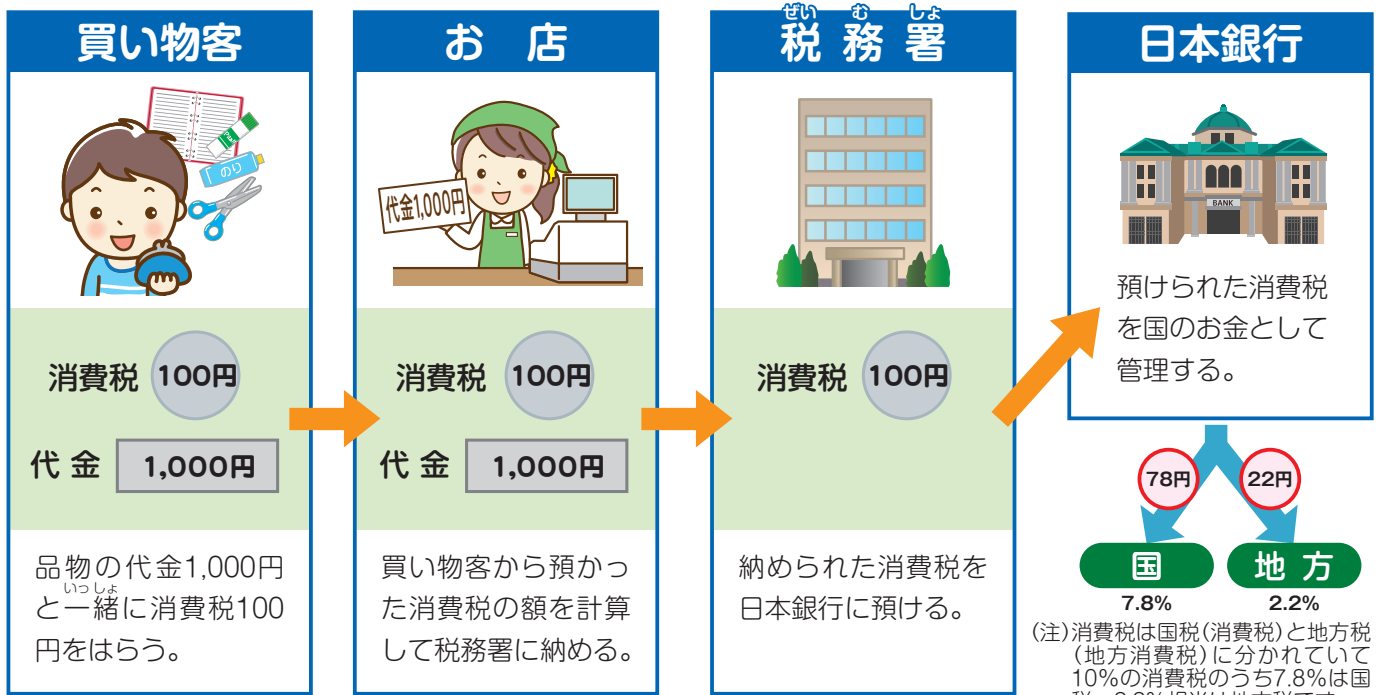 買い物客
のり
消費税 100円
代金 1,000円
品物の代金1,000円
いっしょ
と一緒に消費税100
円をはらう。
お店
代金1,000円
消費税 100円
代金 1,000円
買い物客から預かっ
た消費税の額を計算
して税務署に納める。
ぜい む しょ
税務署
消費税 100円
納められた消費税を
日本銀行に預ける。
日本銀行
BANK
預けられた消費税
を国のお金として
管理する。
78円 22円
国 地方
7.8% 2.2%
(注)消費税は国税(消費税)と地方税
(地方消費税)に分かれていて
10%の消費税のうち7.8%は国